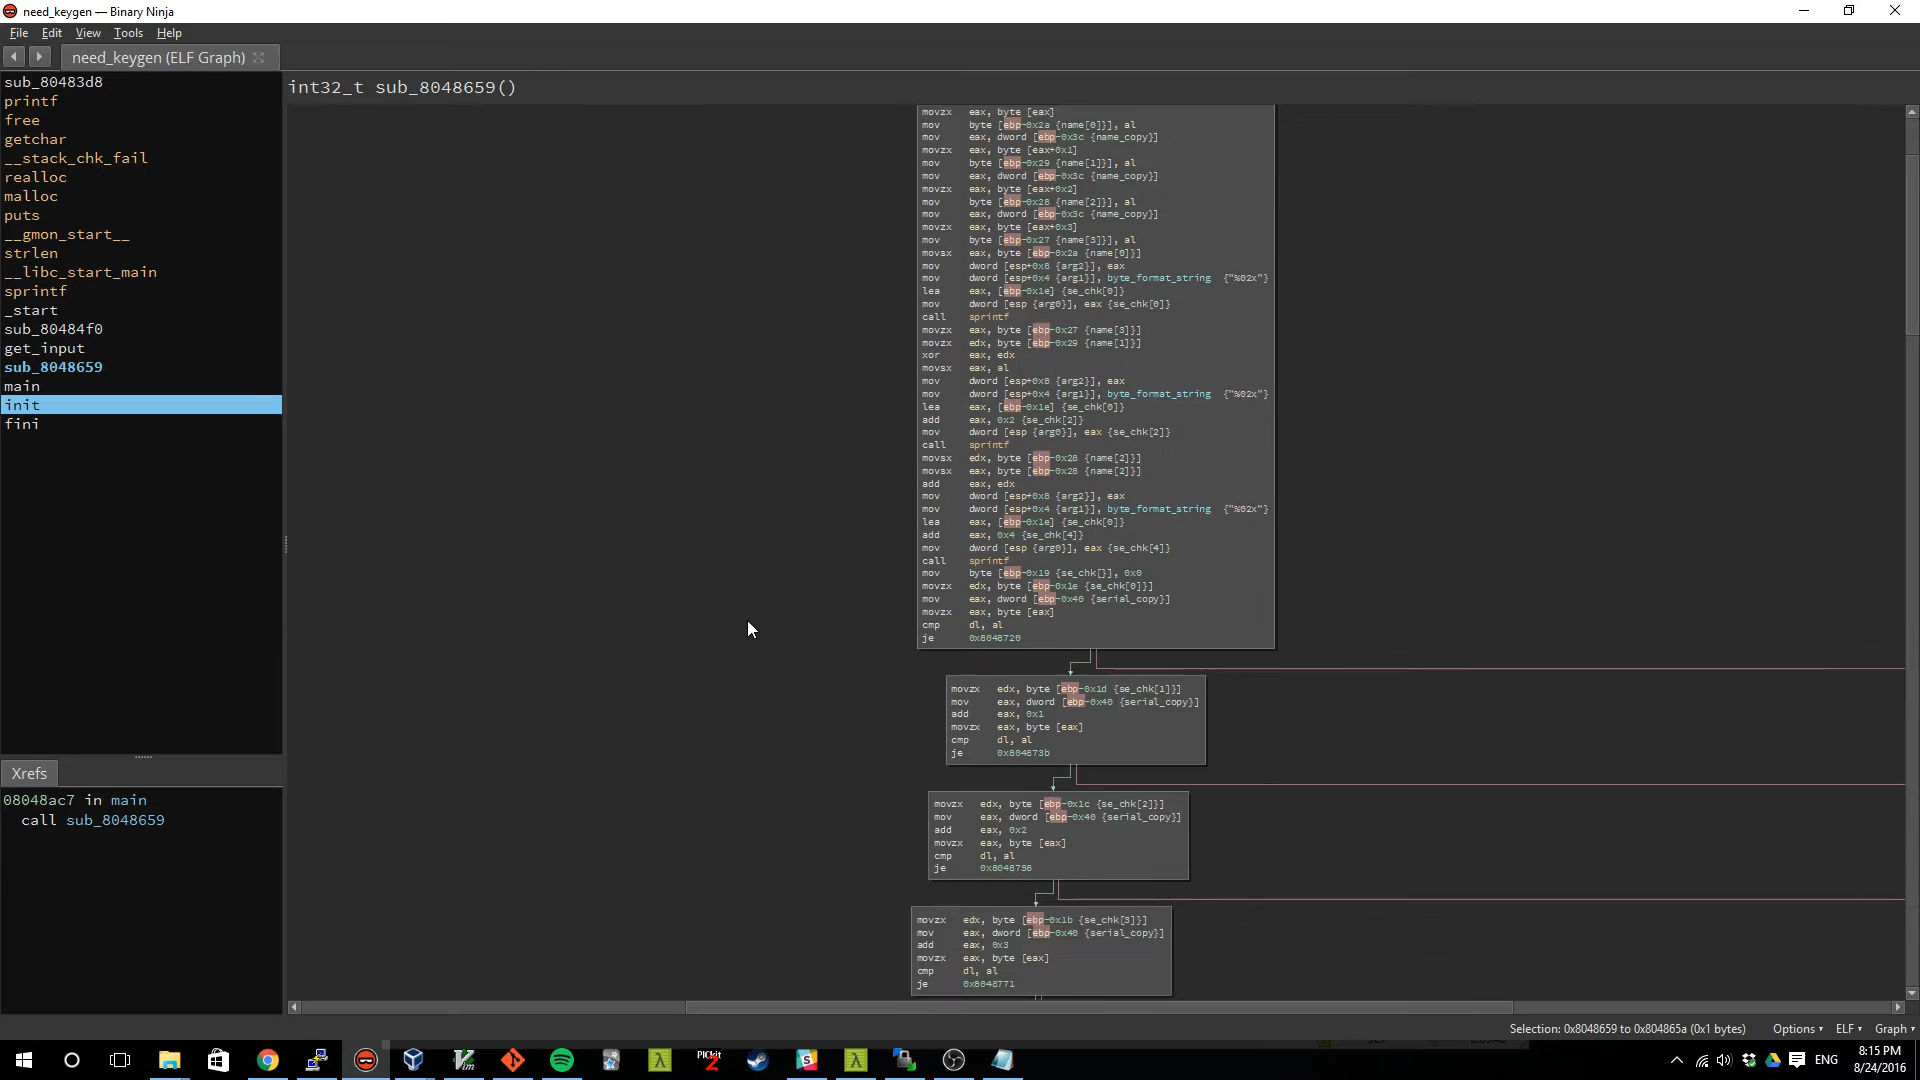 need_keygen — Binary Ninja
File Edit View Tools Help
need_keygen (ELF Graph)
sub_80483d8
printf
free
getchar
__stack_chk_fail
realloc
malloc
puts
__gmon_start__
strlen
__libc_start_main
sprintf
_start
sub_80484f0
get_input
sub_8048659
main
init
fini
Xrefs
08048ac7 in main
call sub_8048659
int32_t sub_8048659()
movzx eax, byte [eax]
mov byte [ebp-0x2a {name[0]}], al
mov eax, dword [ebp-0x3c {name_copy}]
movzx eax, byte [eax+0x1]
mov byte [ebp-0x29 {name[1]}], al
mov eax, dword [ebp-0x3c {name_copy}]
movzx eax, byte [eax+0x2]
mov byte [ebp-0x28 {name[2]}], al
mov eax, dword [ebp-0x3c {name_copy}]
movzx eax, byte [eax+0x3]
mov byte [ebp-0x27 {name[3]}], al
movsx eax, byte [ebp-0x2a {name[0]}]
mov dword [esp+0x8 {arg2}], eax
mov dword [esp+0x4 {arg1}], byte_format_string {"%02x"}
lea eax, [ebp-0x1e] {se_chk[0]}
mov dword [esp {arg0}], eax {se_chk[0]}
call sprintf
movzx eax, byte [ebp-0x27 {name[3]}]
movzx edx, byte [ebp-0x29 {name[1]}]
xor eax, edx
movsx eax, al
mov dword [esp+0x8 {arg2}], eax
mov dword [esp+0x4 {arg1}], byte_format_string {"%02x"}
lea eax, [ebp-0x1e] {se_chk[0]}
add eax, 0x2 {se_chk[2]}
mov dword [esp {arg0}], eax {se_chk[2]}
call sprintf
movsx edx, byte [ebp-0x28 {name[2]}]
movsx eax, byte [ebp-0x28 {name[2]}]
add eax, edx
mov dword [esp+0x8 {arg2}], eax
mov dword [esp+0x4 {arg1}], byte_format_string {"%02x"}
lea eax, [ebp-0x1e] {se_chk[0]}
add eax, 0x4 {se_chk[4]}
mov dword [esp {arg0}], eax {se_chk[4]}
call sprintf
mov byte [ebp-0x19 {se_chk[}], 0x0
movzx edx, byte [ebp-0x1e {se_chk[0]}]
mov eax, dword [ebp-0x40 {serial_copy}]
movzx eax, byte [eax]
cmp dl, al
je 0x8048720
movzx edx, byte [ebp-0x1d {se_chk[1]}]
mov eax, dword [ebp-0x40 {serial_copy}]
add eax, 0x1
movzx eax, byte [eax]
cmp dl, al
je 0x804873b
movzx edx, byte [ebp-0x1c {se_chk[2]}]
mov eax, dword [ebp-0x40 {serial_copy}]
add eax, 0x2
movzx eax, byte [eax]
cmp dl, al
je 0x8048756
movzx edx, byte [ebp-0x1b {se_chk[3]}]
mov eax, dword [ebp-0x40 {serial_copy}]
add eax, 0x3
movzx eax, byte [eax]
cmp dl, al
je 0x8048771
Selection: 0x8048659 to 0x804865a (0x1 bytes) Options ELF Graph
PICkit 2
ENG
8:15 PM
8/24/2016